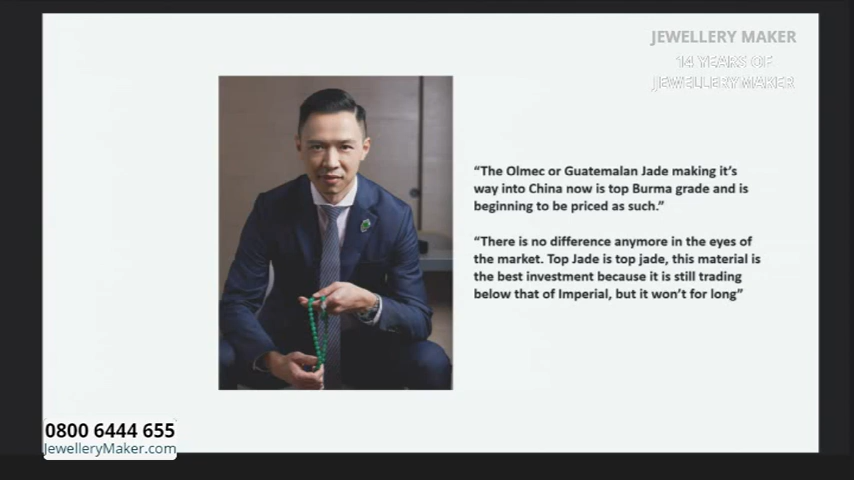 JEWELLERY MAKER
14 YEARS OF
JEWELLERYMAKER
“The Olmec or Guatemalan Jade making it’s
way into China now is top Burma grade and is
beginning to be priced as such.”
“There is no difference anymore in the eyes of
the market. Top Jade is top jade, this material is
the best investment because it is still trading
below that of Imperial, but it won’t for long”
0800 6444 655
JewelleryMaker.com